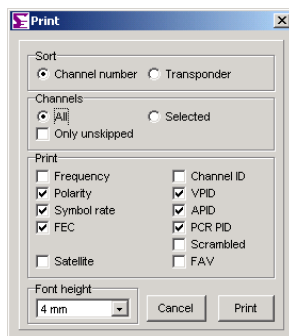 Print
Sort
Channel number Transponder
Channels
All Selected
Only unskipped
Print
Frequency Channel ID
Polarity VPID
Symbol rate APID
FEC PCR PID
Scrambled
Satellite FAV
Font height
4 mm Cancel Print